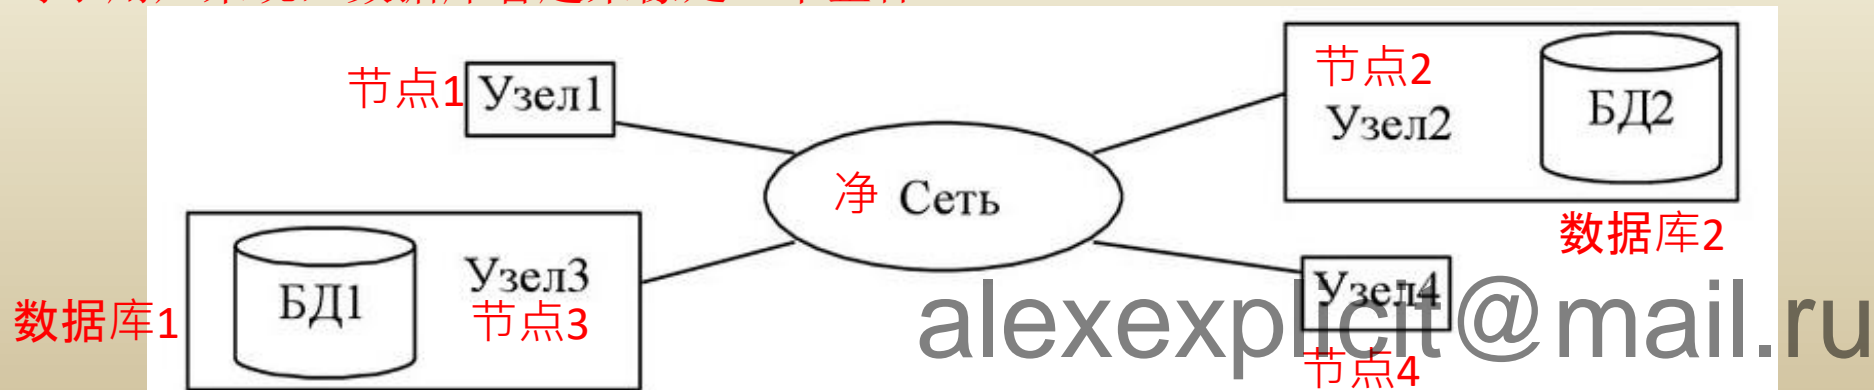 节点1 Узел1
节点2
Узел2
БД2
净 Сеть
数据库2
数据库1
БД1
Узел3
节点3
Узел4
节点4
alexexplicit@mail.ru